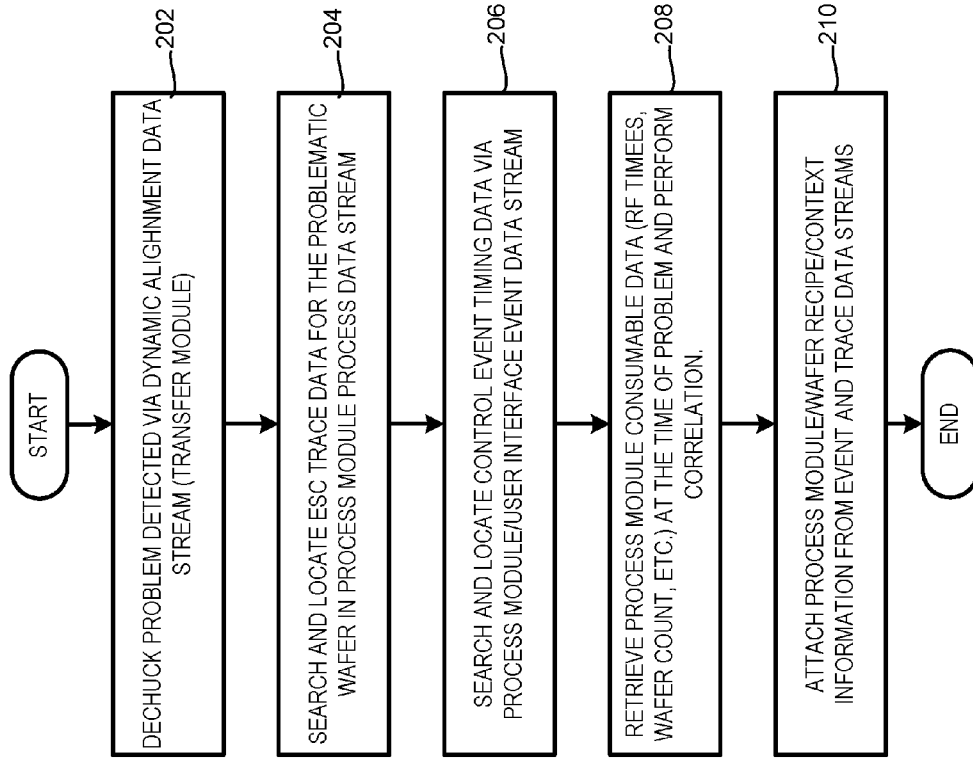 START
DECHUCK PROBLEM DETECTED VIA DYNAMIC ALIGHNMENT DATA
STREAM (TRANSFER MODULE)
202
SEARCH AND LOCATE ESC TRACE DATA FOR THE PROBLEMATIC
WAFER IN PROCESS MODULE PROCESS DATA STREAM
204
SEARCH AND LOCATE CONTROL EVENT TIMING DATA VIA
PROCESS MODULE/USER INTERFACE EVENT DATA STREAM
206
RETRIEVE PROCESS MODULE CONSUMABLE DATA (RF TIMEES,
WAFER COUNT, ETC.) AT THE TIME OF PROBLEM AND PERFORM
CORRELATION.
208
ATTACH PROCESS MODULE/WAFER RECIPE/CONTEXT
INFORMATION FROM EVENT AND TRACE DATA STREAMS
210
END